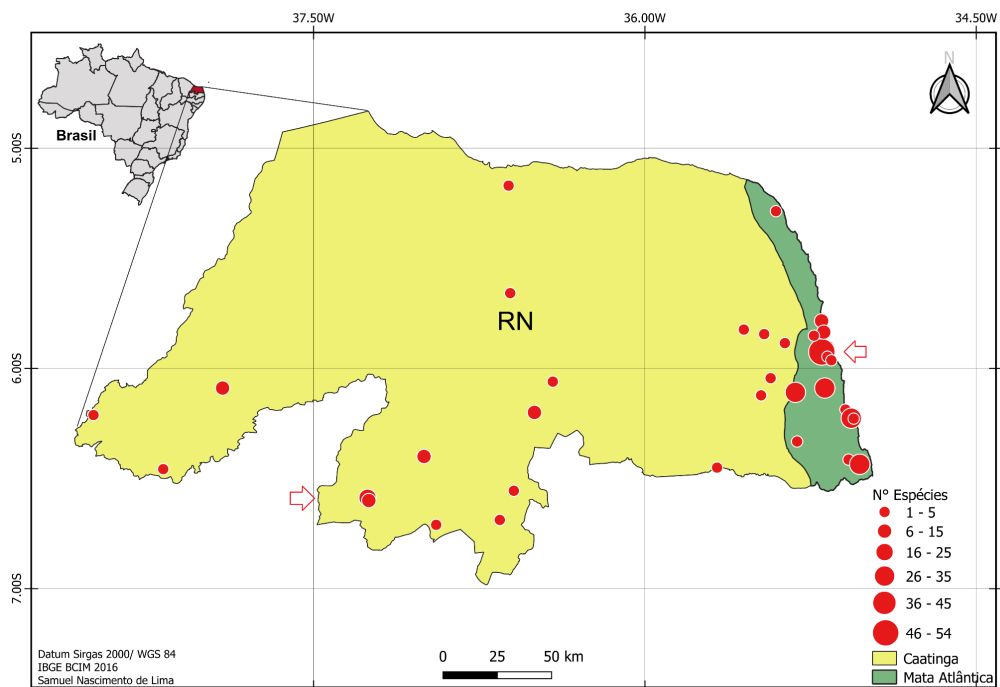 37.50W
36.00W
34.50W
N
Brasil
5.00S
RN
6.00S
7.00S
N° Espécies
1 - 5
6 - 15
16 - 25
26 - 35
36 - 45
46 - 54
Caatinga
Mata Atlântica
0 25 50 km
Datum Sirgas 2000/ WGS 84
IBGE BCIM 2016
Samuel Nascimento de Lima